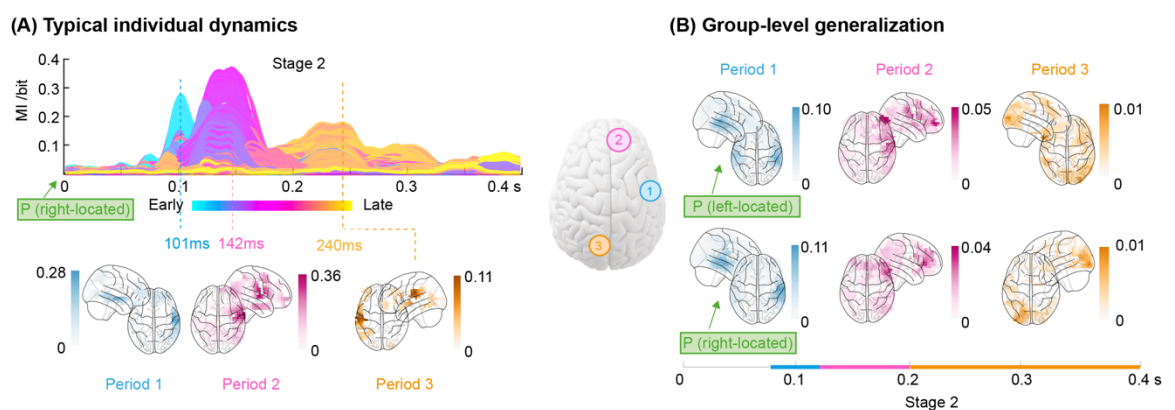 (A) Typical individual dynamics
0.4
Stage 2
MI /bit
0.3
0.2
0.1
0
0.1
0.2
0.3
0.4 s
P (right-located)
Early
Late
101ms
142ms
240ms
0.28
0
0.36
0
0.11
0
Period 1
Period 2
Period 3
2
1
3
(B) Group-level generalization
Period 1
Period 2
Period 3
0.10
0
0.05
0
0.01
0
P (left-located)
0.11
0
0.04
0
0.01
0
P (right-located)
0
0.1
0.2
0.3
0.4 s
Stage 2